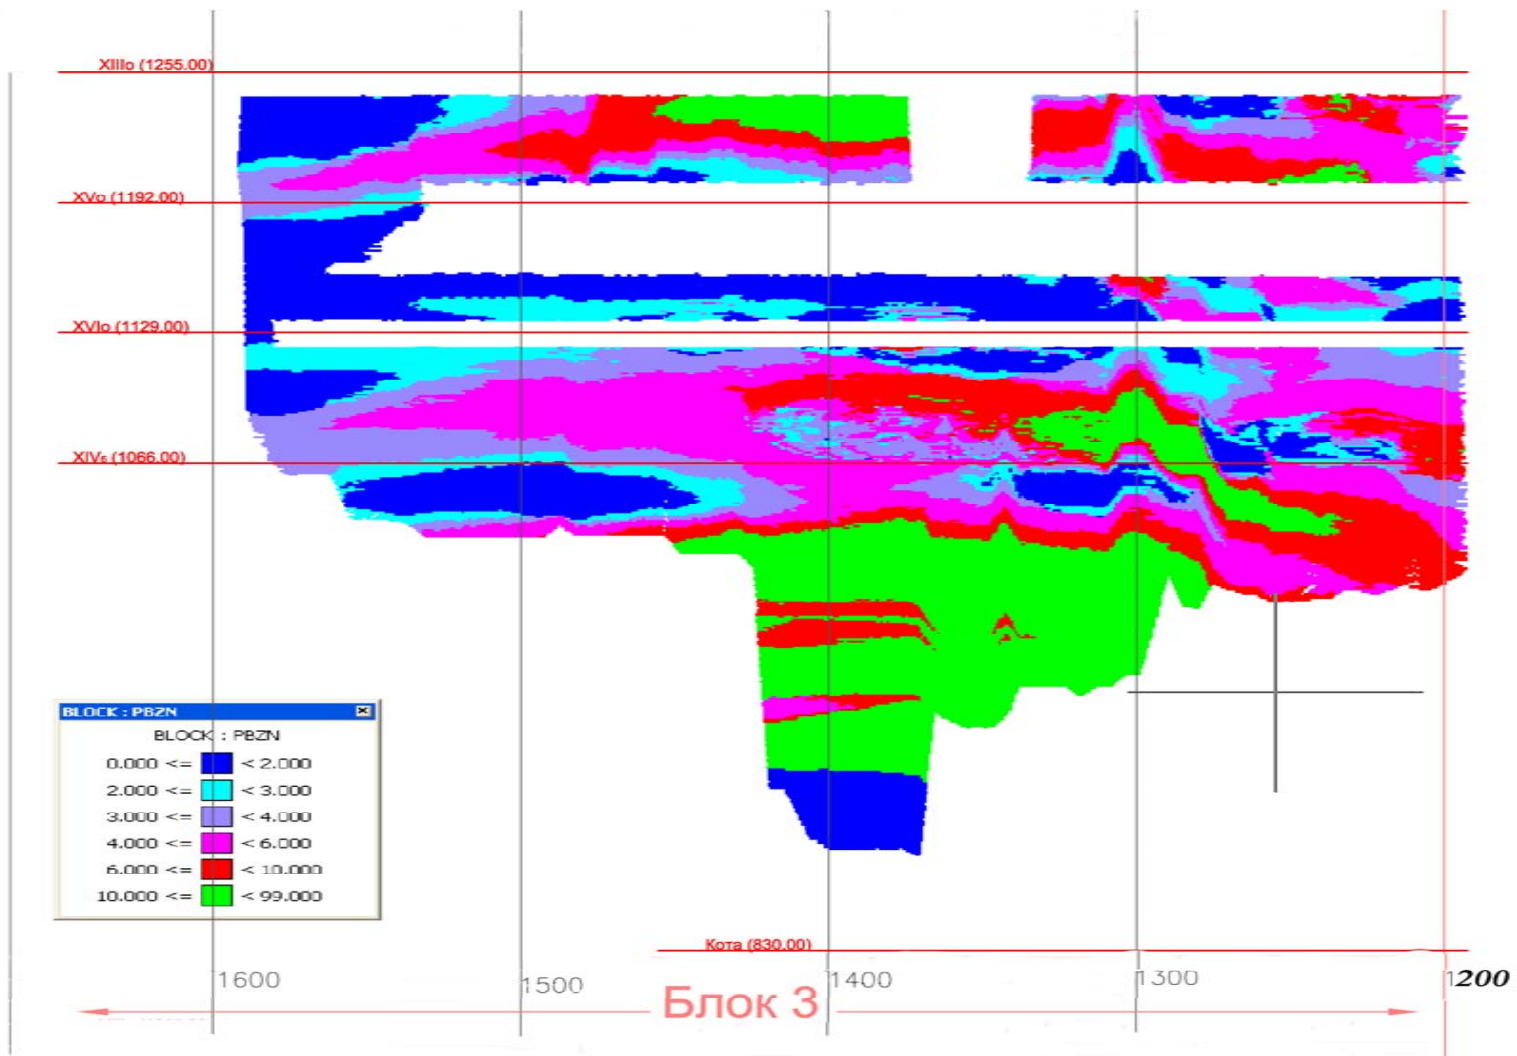 XIIIo (1255.00)
XVo (1192.00)
XVIo (1129.00)
XIV₅ (1066.00)
BLOCK : PBZN
BLOCK : PBZN
0.000 <= < 2.000
2.000 <= < 3.000
3.000 <= < 4.000
4.000 <= < 6.000
6.000 <= < 10.000
10.000 <= < 99.000
Кота (830.00)
1600
1500
1400
1300
1200
Блок 3